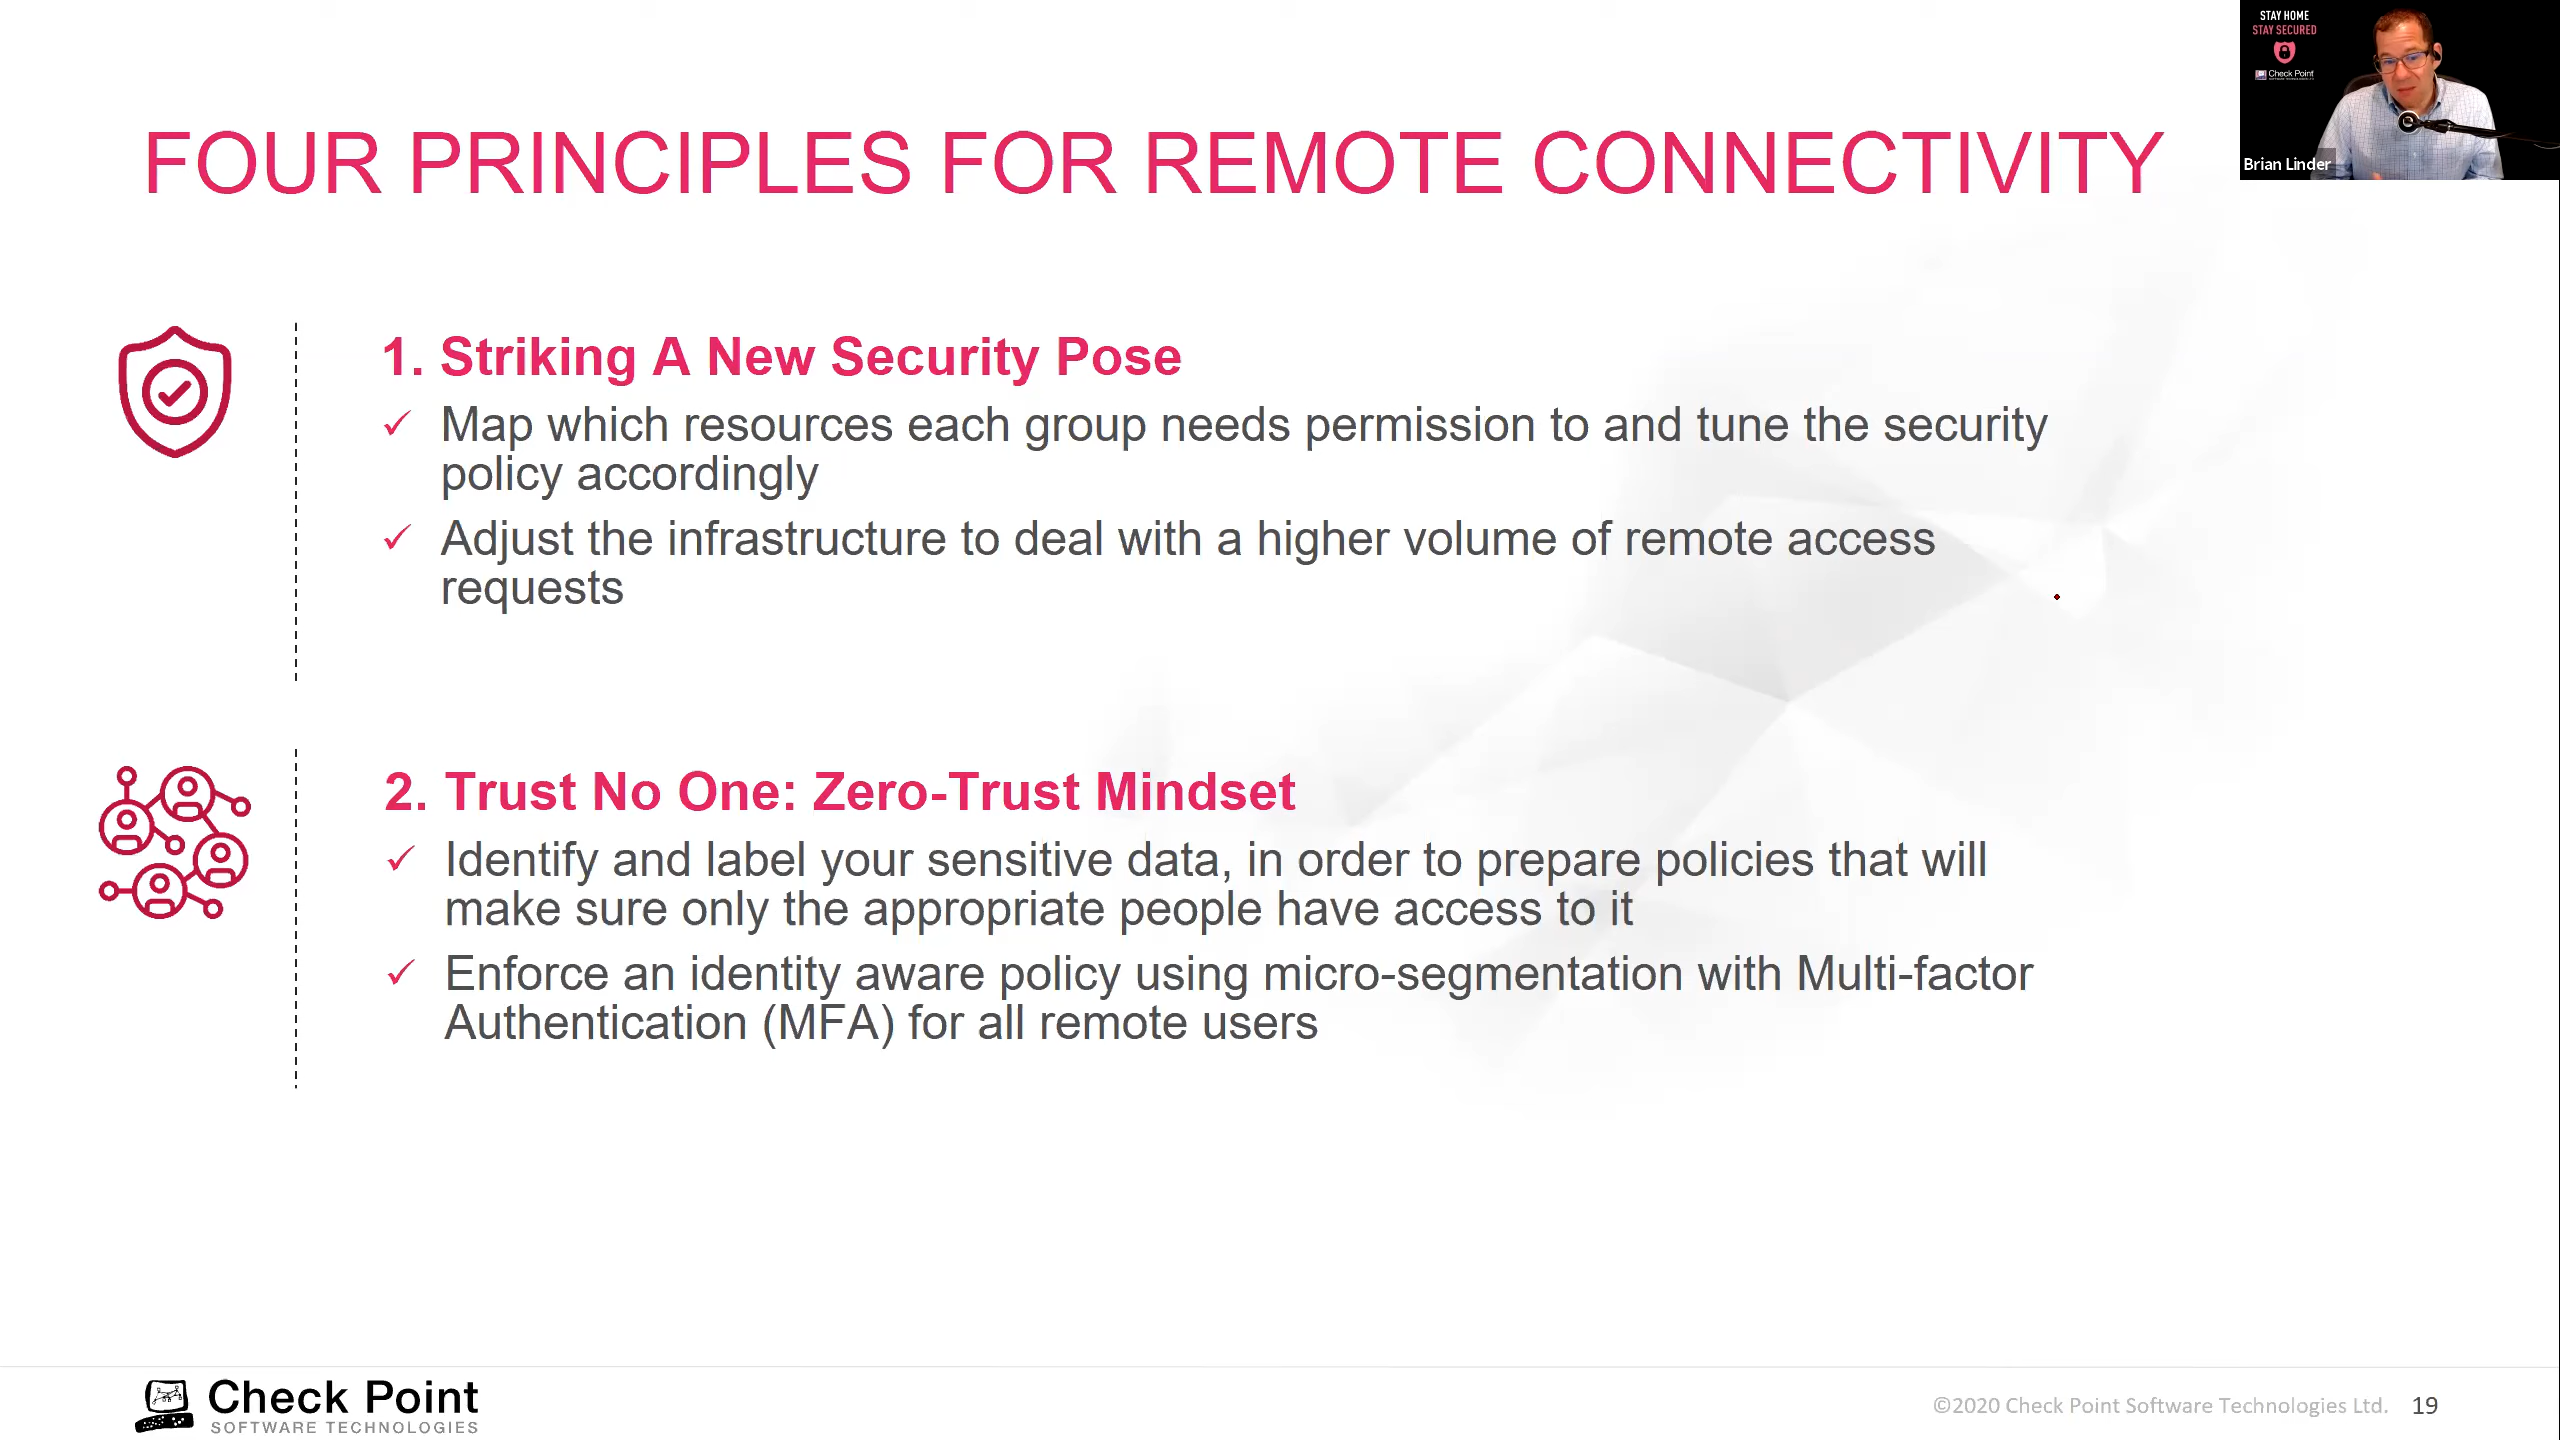 STAY HOME
STAY SECURED
Check Point
Brian Linder
FOUR PRINCIPLES FOR REMOTE CONNECTIVITY
1. Striking A New Security Pose
✓ Map which resources each group needs permission to and tune the security
policy accordingly
✓ Adjust the infrastructure to deal with a higher volume of remote access
requests
2. Trust No One: Zero-Trust Mindset
✓ Identify and label your sensitive data, in order to prepare policies that will
make sure only the appropriate people have access to it
✓ Enforce an identity aware policy using micro-segmentation with Multi-factor
Authentication (MFA) for all remote users
Check Point
SOFTWARE TECHNOLOGIES
©2020 Check Point Software Technologies Ltd. 19